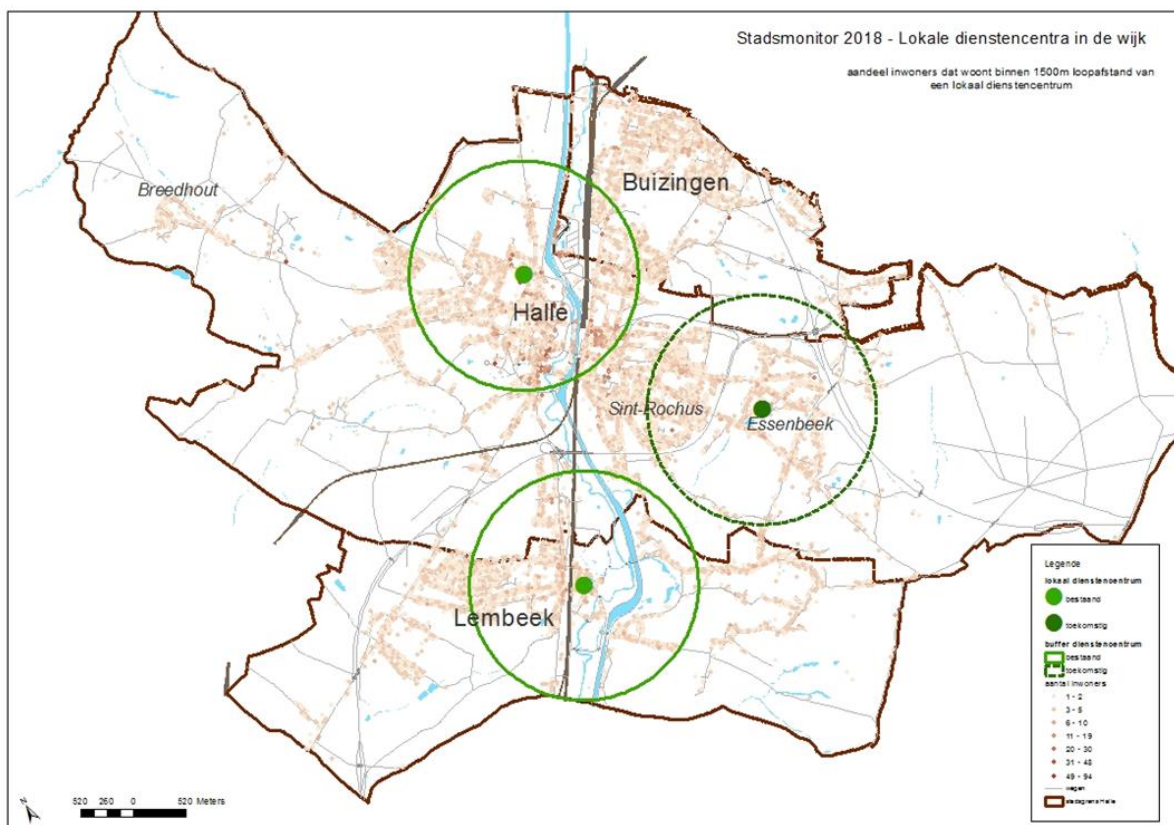 Stadsmonitor 2018 - Lokale dienstencentra in de wijk
aandeel inwoners dat woont binnen 1500m loopafstand van
een lokaal dienstencentrum
Buizingen
Breedhout
Halle
Sint-Rochus
Essenbeek
Lembeek
Legende
lokaal dienstencentrum
bestaand
toekomstig
buffer dienstencentrum
bestaand
toekomstig
aantal inwoners
1 - 2
3 - 5
6 - 10
11 - 19
20 - 30
31 - 48
49 - 94
wegen
stadsgrens Halle
N
520 260 0 520 Meters